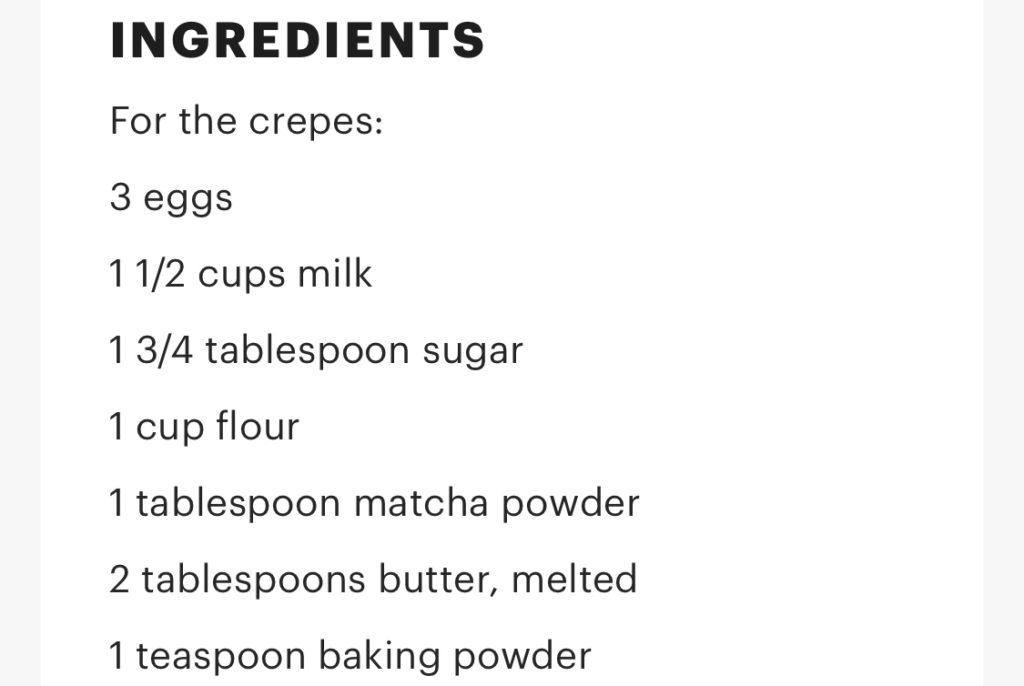 INGREDIENTS
For the crepes:
3 eggs
1 1/2 cups milk
1 3/4 tablespoon sugar
1 cup flour
1 tablespoon matcha powder
2 tablespoons butter, melted
1 teaspoon baking powder